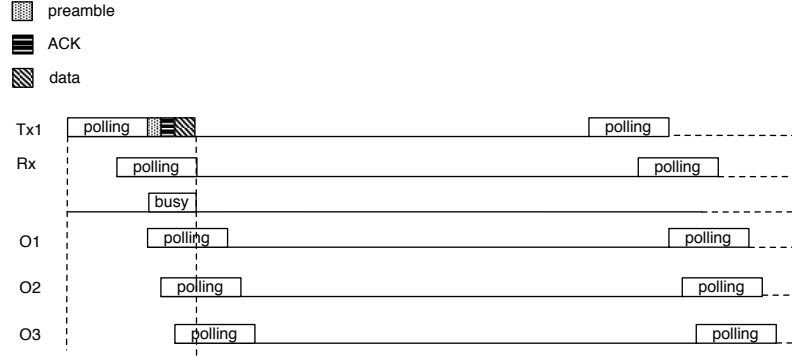 preamble
ACK
data
Tx1 polling polling
Rx polling polling
busy
O1 polling polling
O2 polling polling
O3 polling polling